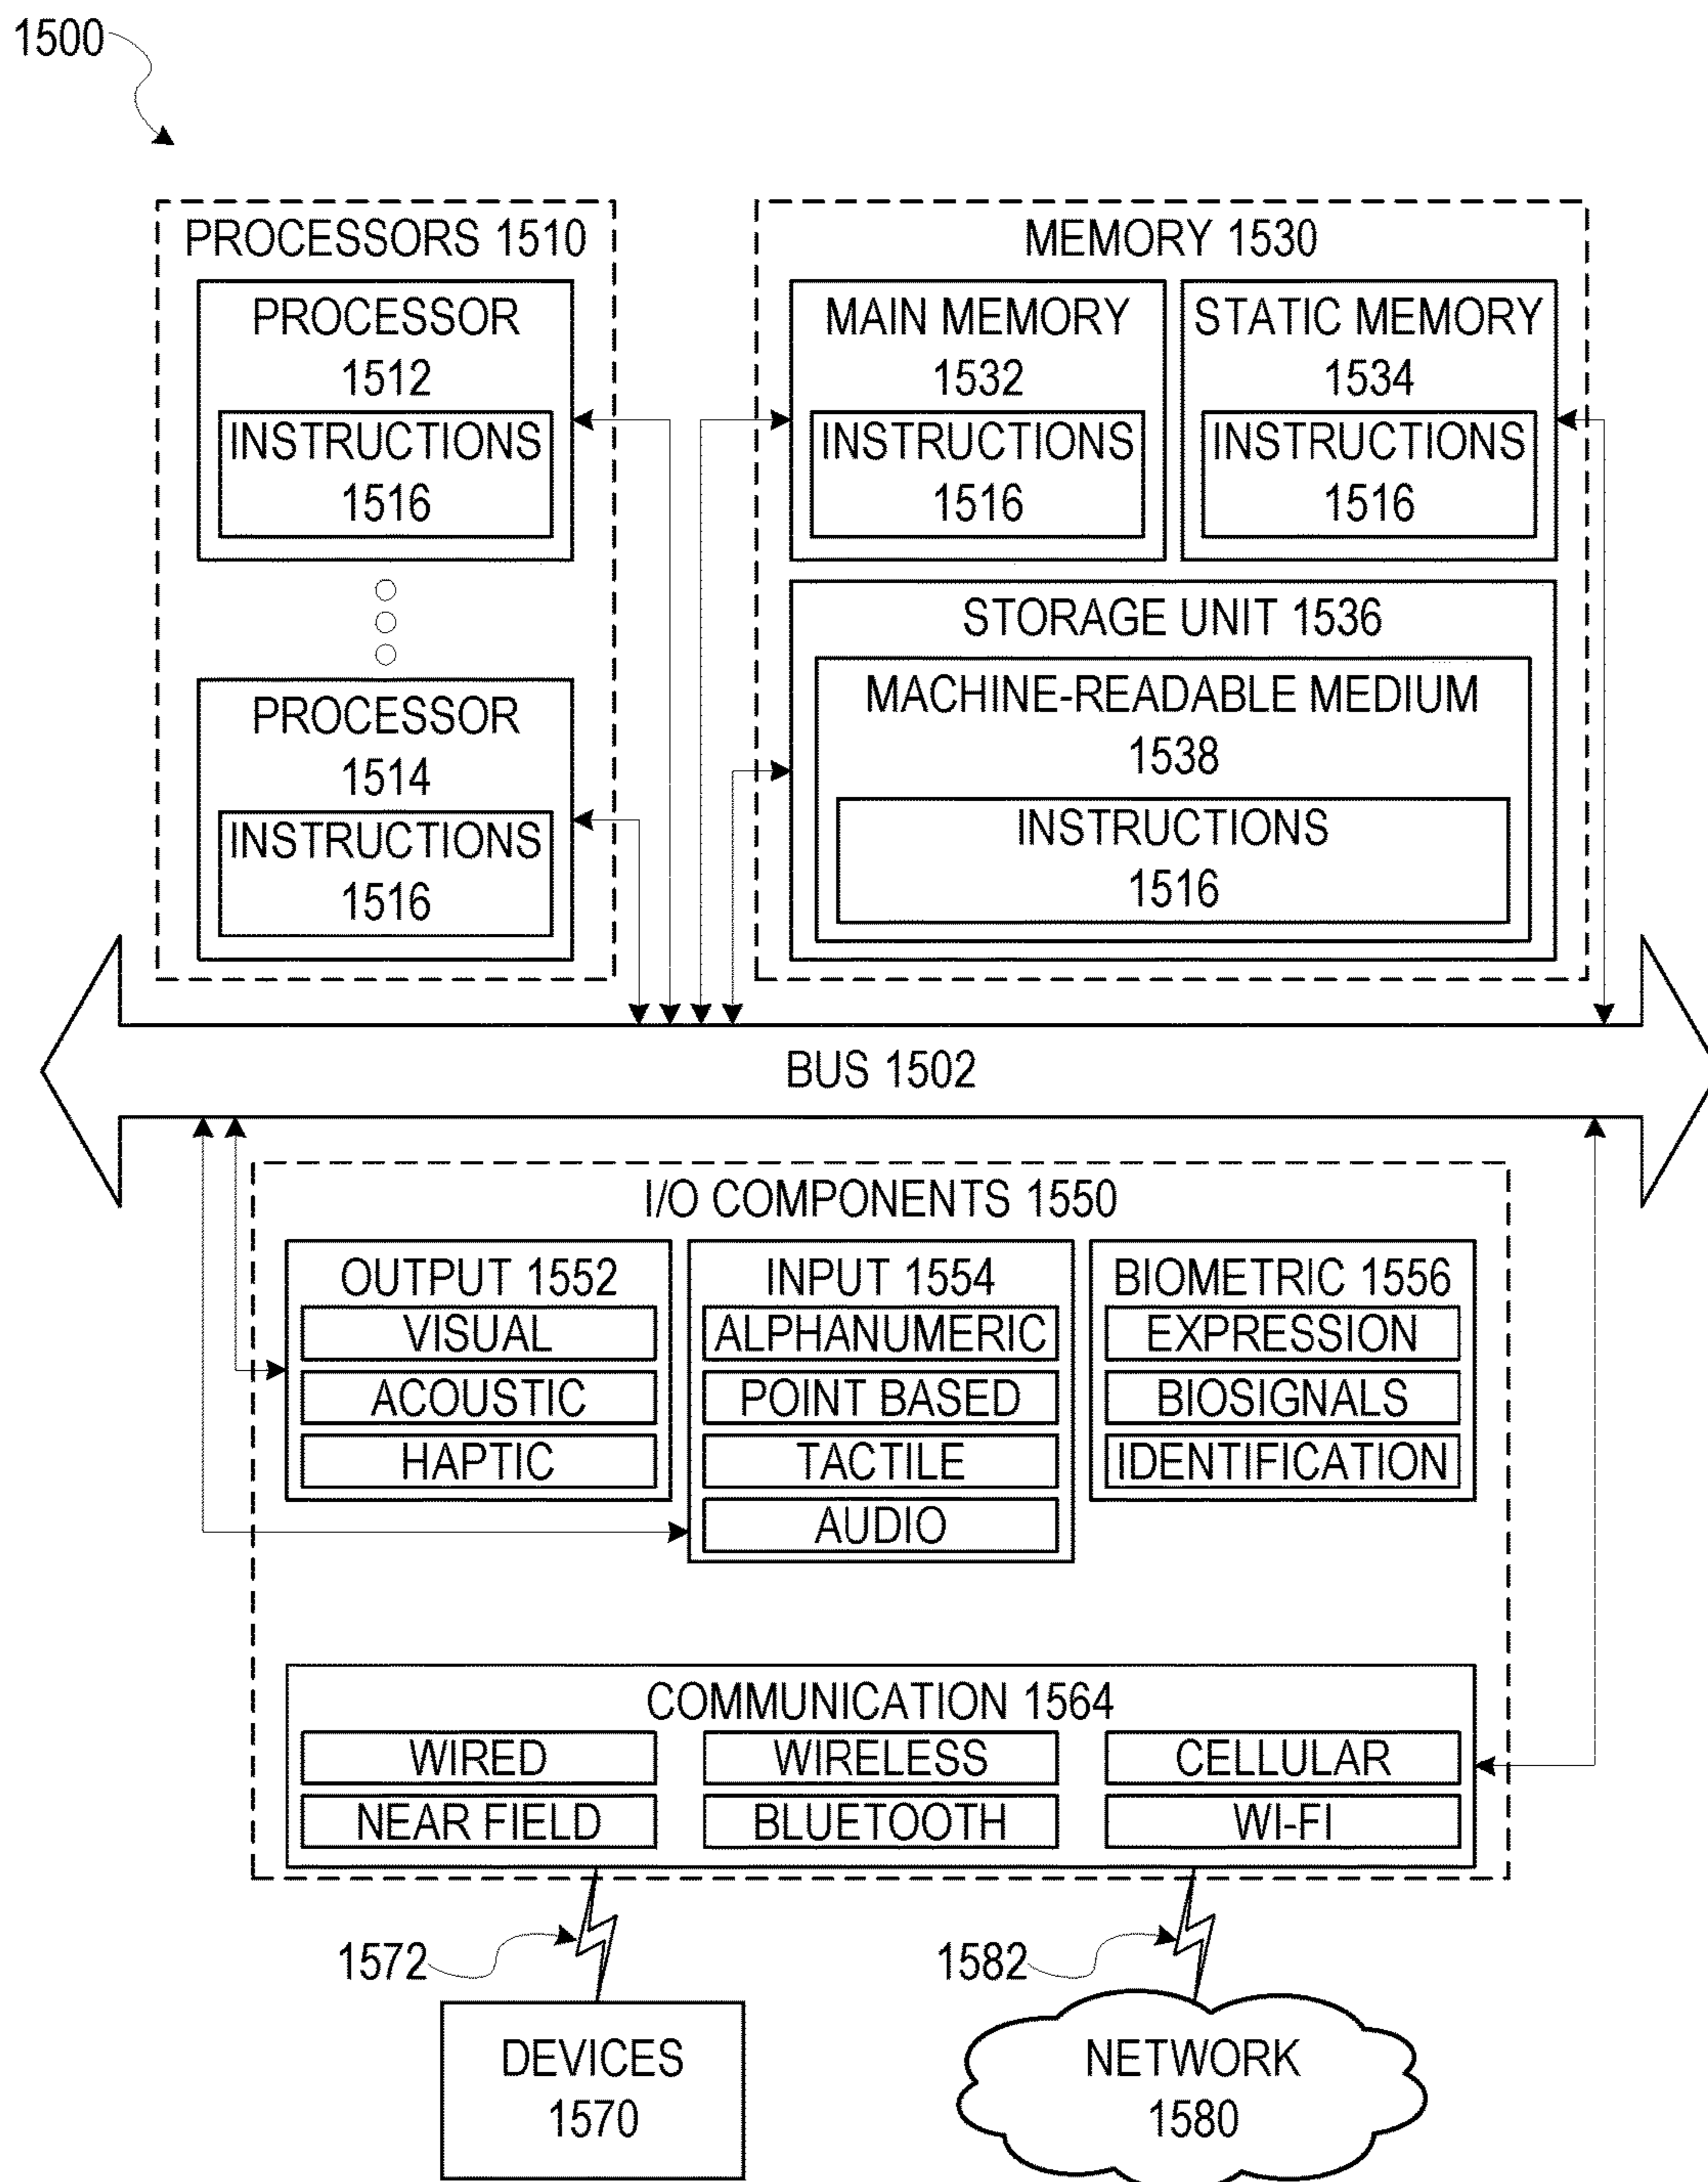 1500
PROCESSORS 1510
PROCESSOR
1512
INSTRUCTIONS
1516
PROCESSOR
1514
INSTRUCTIONS
1516
MEMORY 1530
MAIN MEMORY
1532
INSTRUCTIONS
1516
STATIC MEMORY
1534
INSTRUCTIONS
1516
STORAGE UNIT 1536
MACHINE-READABLE MEDIUM
1538
INSTRUCTIONS
1516
BUS 1502
I/O COMPONENTS 1550
OUTPUT 1552
VISUAL
ACOUSTIC
HAPTIC
INPUT 1554
ALPHANUMERIC
POINT BASED
TACTILE
AUDIO
BIOMETRIC 1556
EXPRESSION
BIOSIGNALS
IDENTIFICATION
COMMUNICATION 1564
WIRED
WIRELESS
CELLULAR
NEAR FIELD
BLUETOOTH
WI-FI
1572
1582
DEVICES
1570
NETWORK
1580